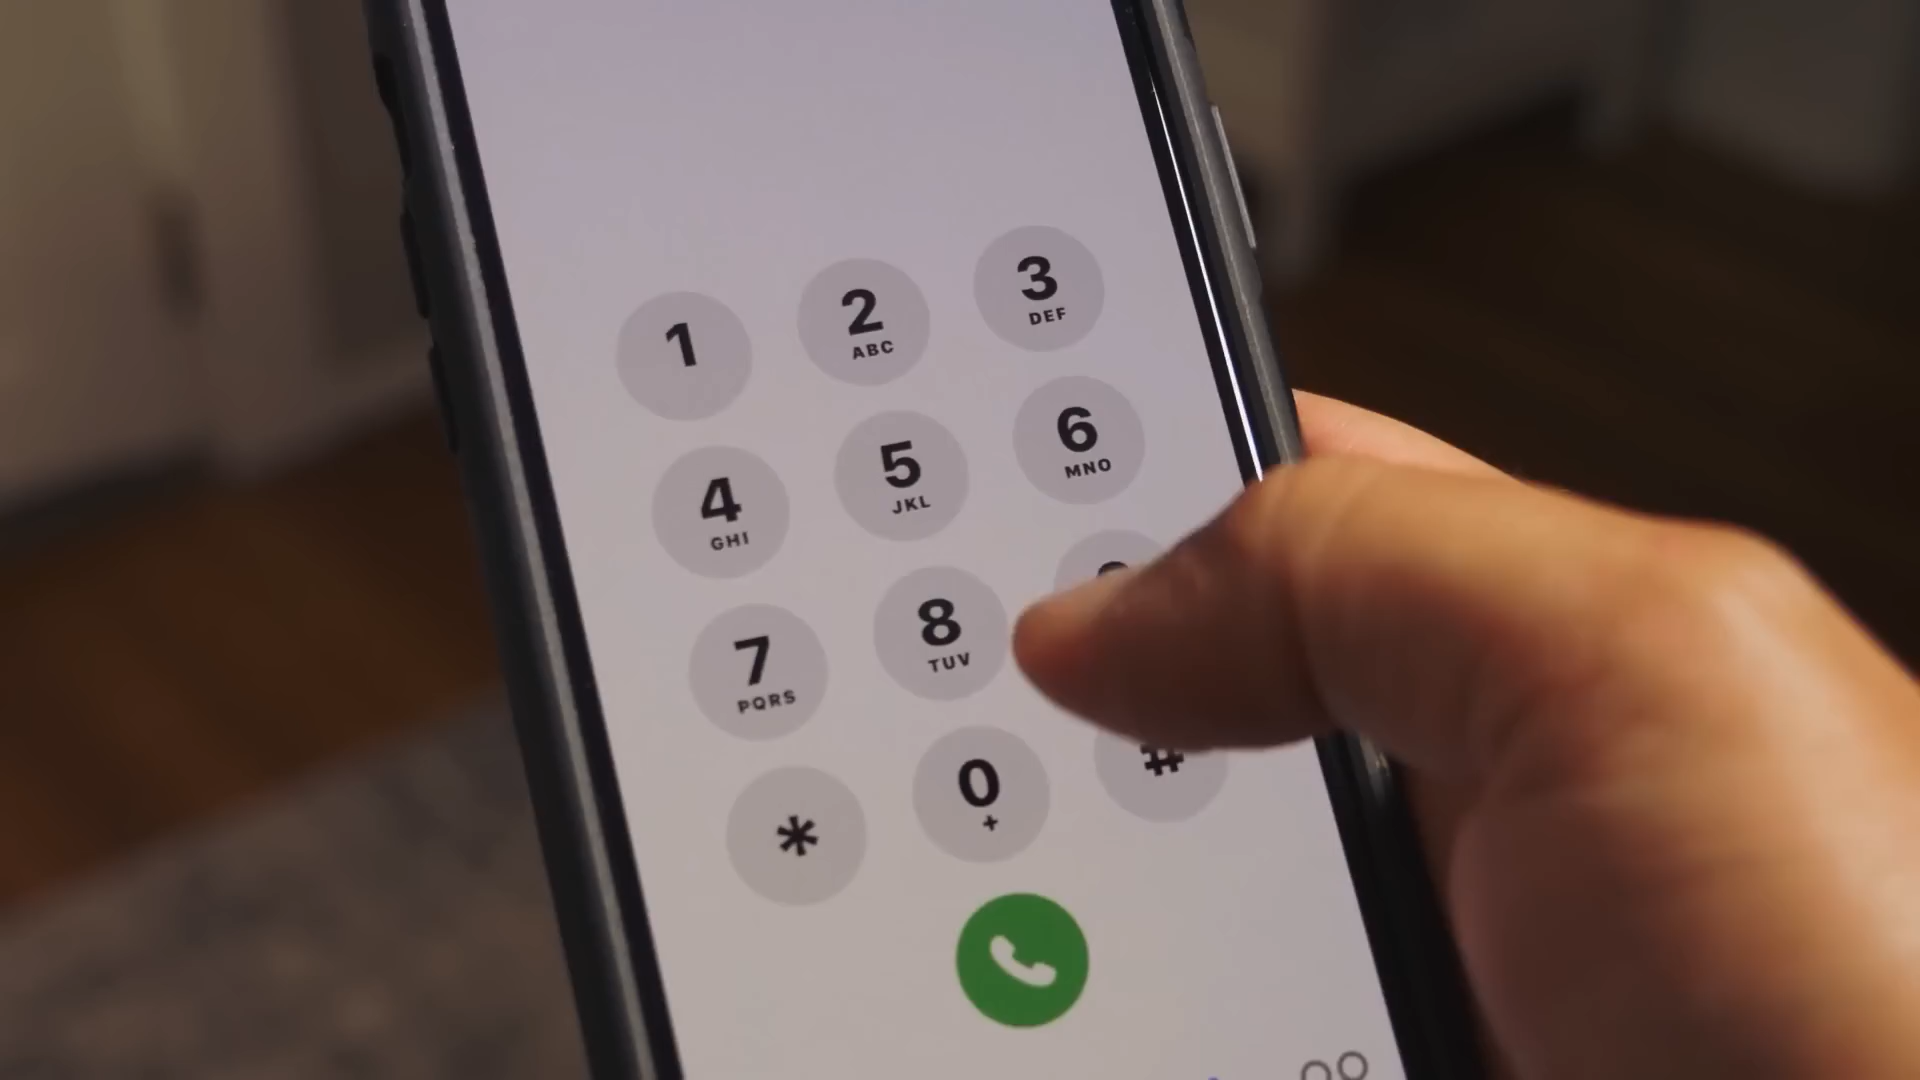 1 2 3
ABC DEF
4 5 6
GHI JKL MNO
7 8
PQRS TUV
* 0 #
+